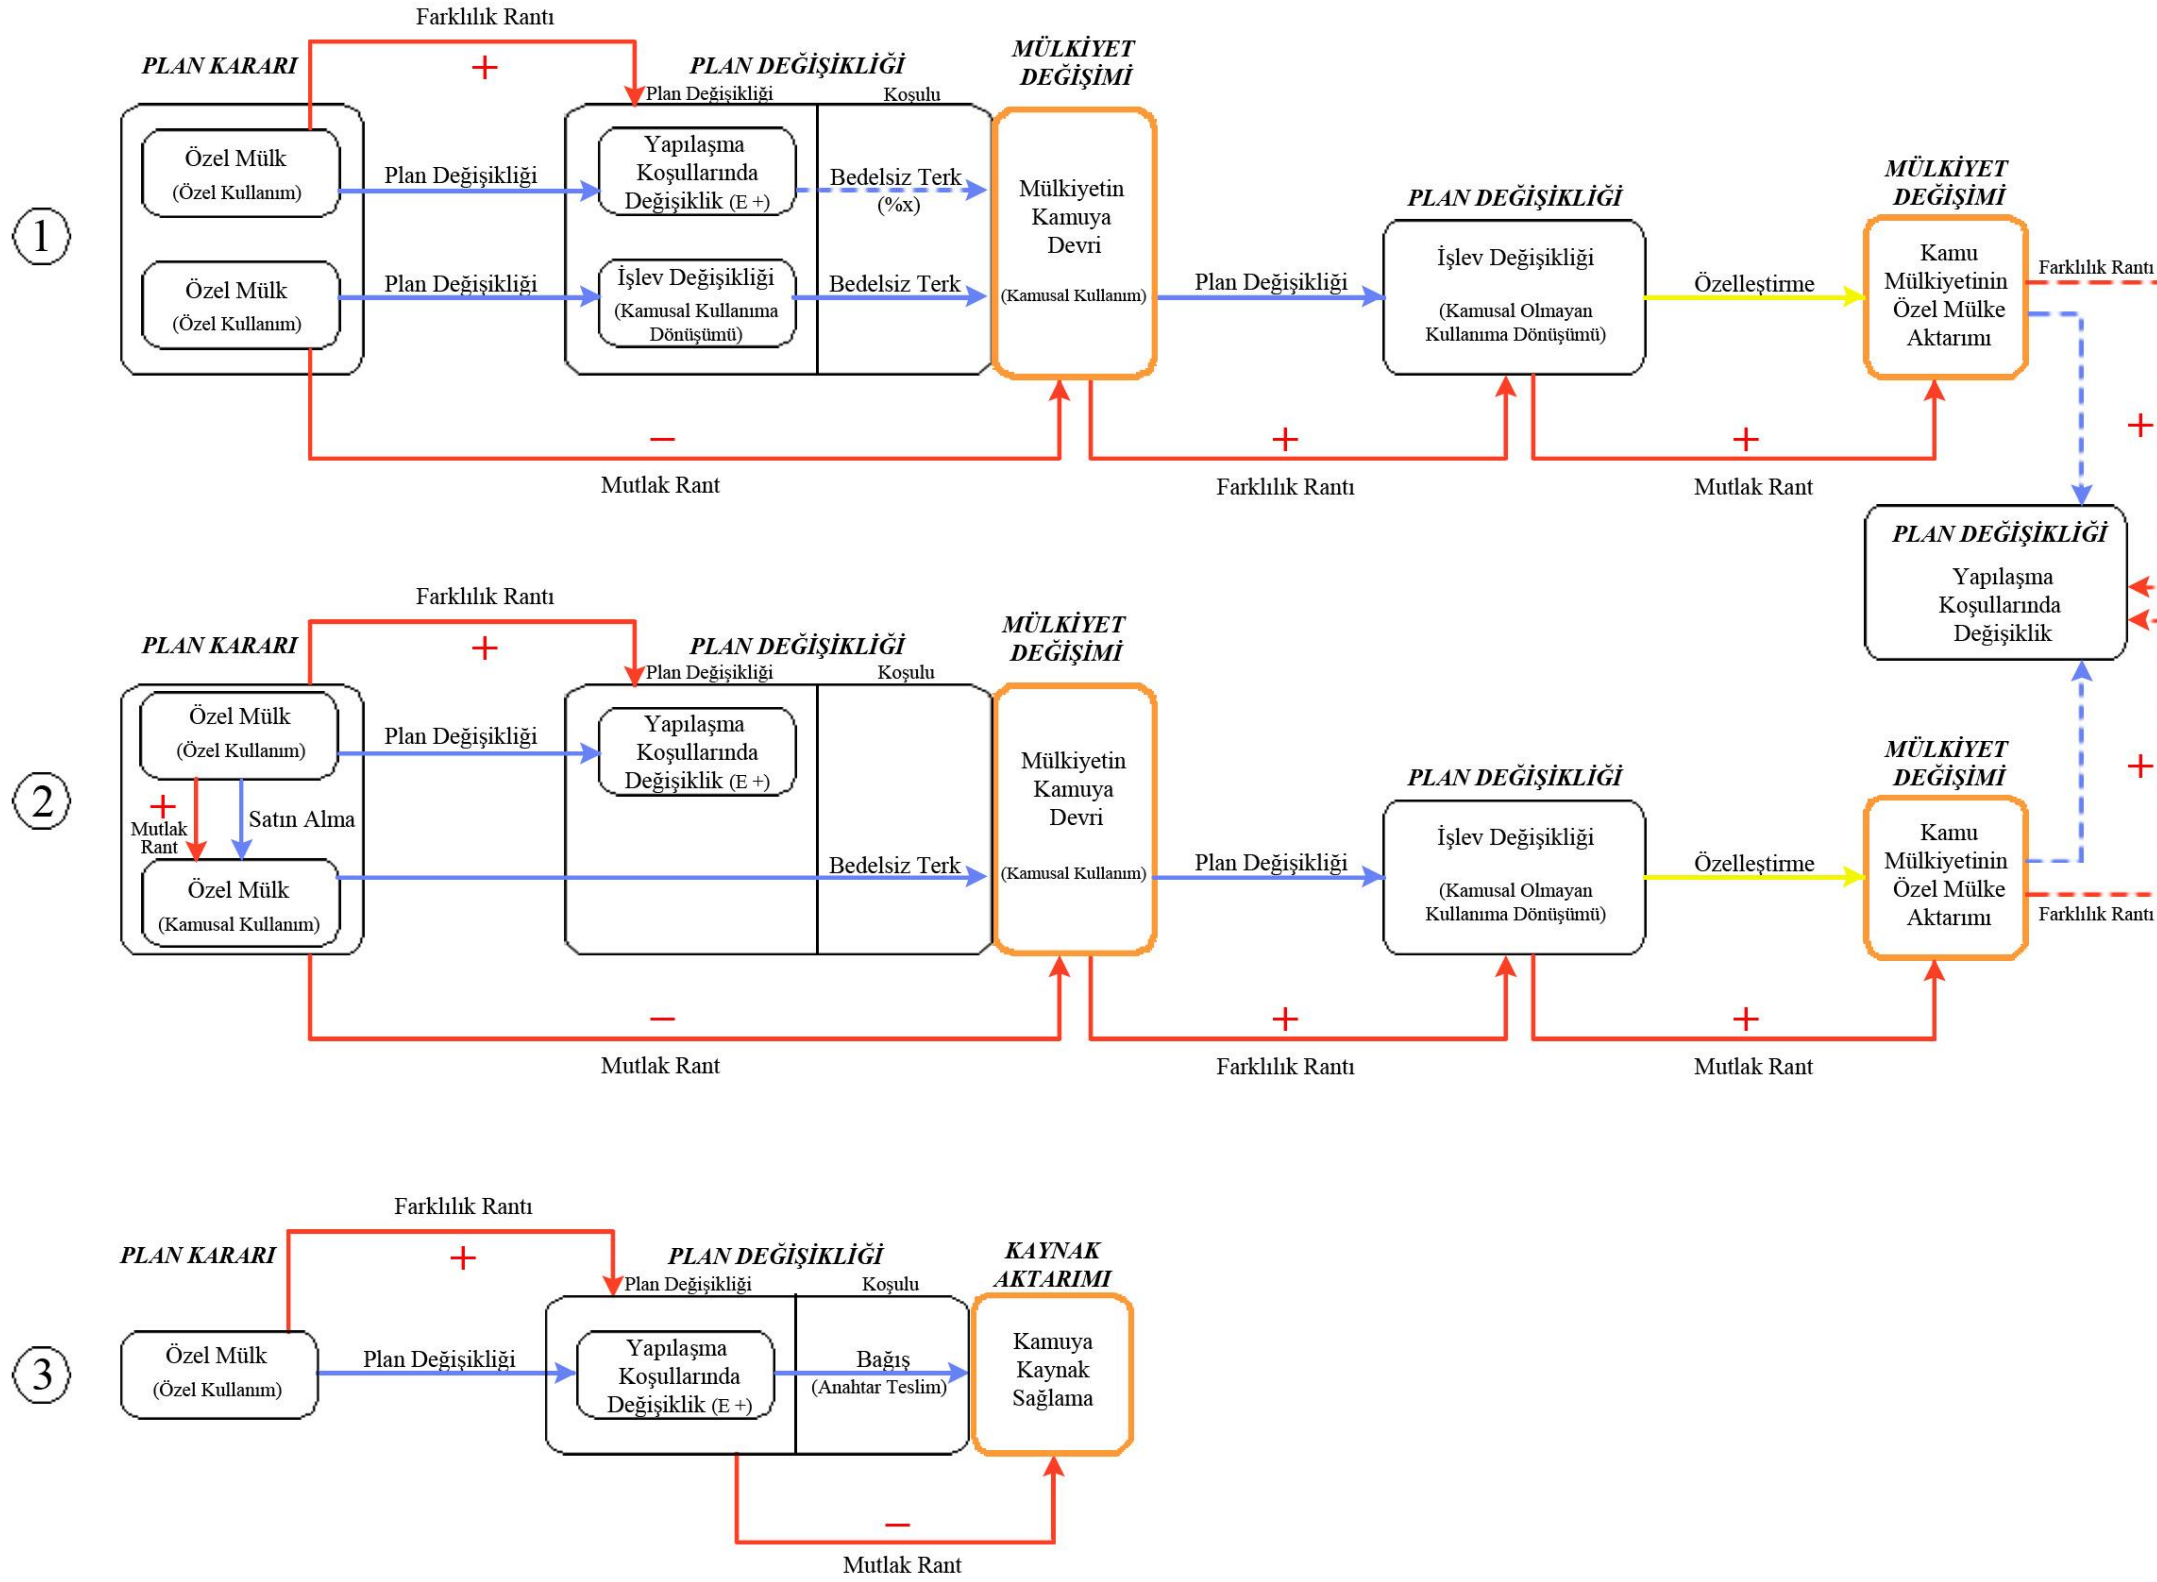 Farklılık Rantı
+
PLAN KARARI
PLAN DEĞİŞİKLİĞİ
Plan Değişikliği
Koşulu
MÜLKİYET
DEĞİŞİMİ
1
Özel Mülk
(Özel Kullanım)
Plan Değişikliği
Yapılaşma
Koşullarında
Değişiklik (E +)
Bedelsiz Terk
(%x)
Özel Mülk
(Özel Kullanım)
Plan Değişikliği
İşlev Değişikliği
(Kamusal Kullanıma
Dönüşümü)
Bedelsiz Terk
Mülkiyetin
Kamuya
Devri
(Kamusal Kullanım)
Plan Değişikliği
PLAN DEĞİŞİKLİĞİ
İşlev Değişikliği
(Kamusal Olmayan
Kullanıma Dönüşümü)
Özelleştirme
MÜLKİYET
DEĞİŞİMİ
Kamu
Mülkiyetinin
Özel Mülke
Aktarımı
Farklılık Rantı
+
–
Mutlak Rant
+
Farklılık Rantı
+
Mutlak Rant
PLAN DEĞİŞİKLİĞİ
Yapılaşma
Koşullarında
Değişiklik
Farklılık Rantı
+
PLAN KARARI
PLAN DEĞİŞİKLİĞİ
Plan Değişikliği
Koşulu
MÜLKİYET
DEĞİŞİMİ
2
Özel Mülk
(Özel Kullanım)
+
Mutlak
Rant
Satın Alma
Özel Mülk
(Kamusal Kullanım)
Plan Değişikliği
Yapılaşma
Koşullarında
Değişiklik (E +)
Bedelsiz Terk
Mülkiyetin
Kamuya
Devri
(Kamusal Kullanım)
Plan Değişikliği
PLAN DEĞİŞİKLİĞİ
İşlev Değişikliği
(Kamusal Olmayan
Kullanıma Dönüşümü)
Özelleştirme
MÜLKİYET
DEĞİŞİMİ
Kamu
Mülkiyetinin
Özel Mülke
Aktarımı
+
Farklılık Rantı
–
Mutlak Rant
+
Farklılık Rantı
+
Mutlak Rant
Farklılık Rantı
+
PLAN KARARI
PLAN DEĞİŞİKLİĞİ
Plan Değişikliği
Koşulu
KAYNAK
AKTARIMI
3
Özel Mülk
(Özel Kullanım)
Plan Değişikliği
Yapılaşma
Koşullarında
Değişiklik (E +)
Bağış
(Anahtar Teslim)
Kamuya
Kaynak
Sağlama
–
Mutlak Rant